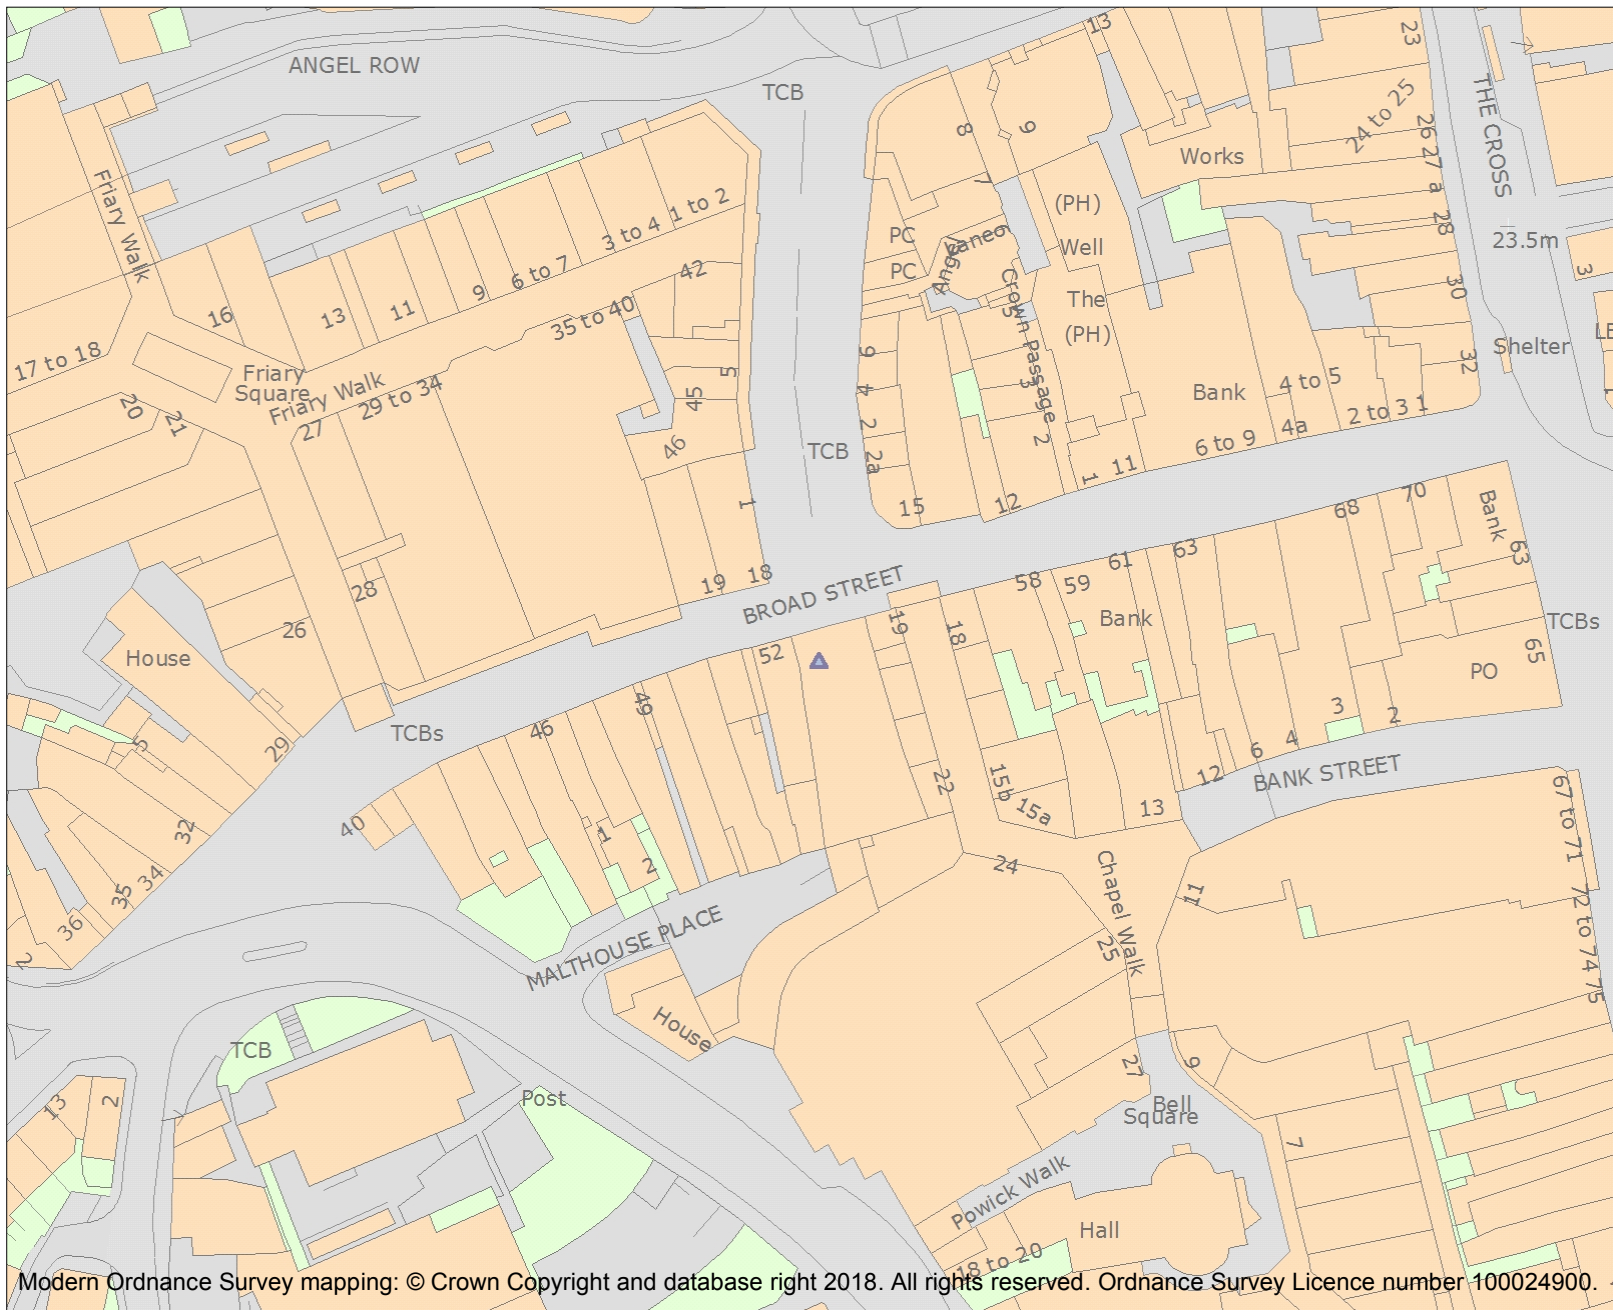 13
23
ANGEL ROW
TCB
24 to 25
THE CROSS
8
9
26
27
a
Works
Friary Walk
7
(PH)
3 to 4
1 to 2
28
PC
Well
23.5m
PC
Angel
Lane
6
6 to 7
42
3
9
Crown Passage
5
The
30
16
13
11
35 to 40
(PH)
17 to 18
6
Shelter
32
Friary
Square
Friary Walk
29 to 34
5
45
4
3
Bank
4 to 5
20
21
27
46
2
2
2 to 3
1
4a
6 to 9
TCB
2a
1
11
1
15
12
70
68
Bank
63
28
19
18
BROAD STREET
58
59
61
63
26
19
18
Bank
TCBs
House
52
65
PO
49
46
TCBs
3
2
5
29
4
6
BANK STREET
22
15b
15a
12
13
67 to 71
40
1
32
2
34
35
24
Chapel Walk
11
36
MALTHOUSE PLACE
25
72 to 74
75
2
House
TCB
27
9
Post
13
2
Bell
Square
7
Powick Walk
Hall
18 to 20
Modern Ordnance Survey mapping: © Crown Copyright and database right 2018. All rights reserved. Ordnance Survey Licence number 100024900.